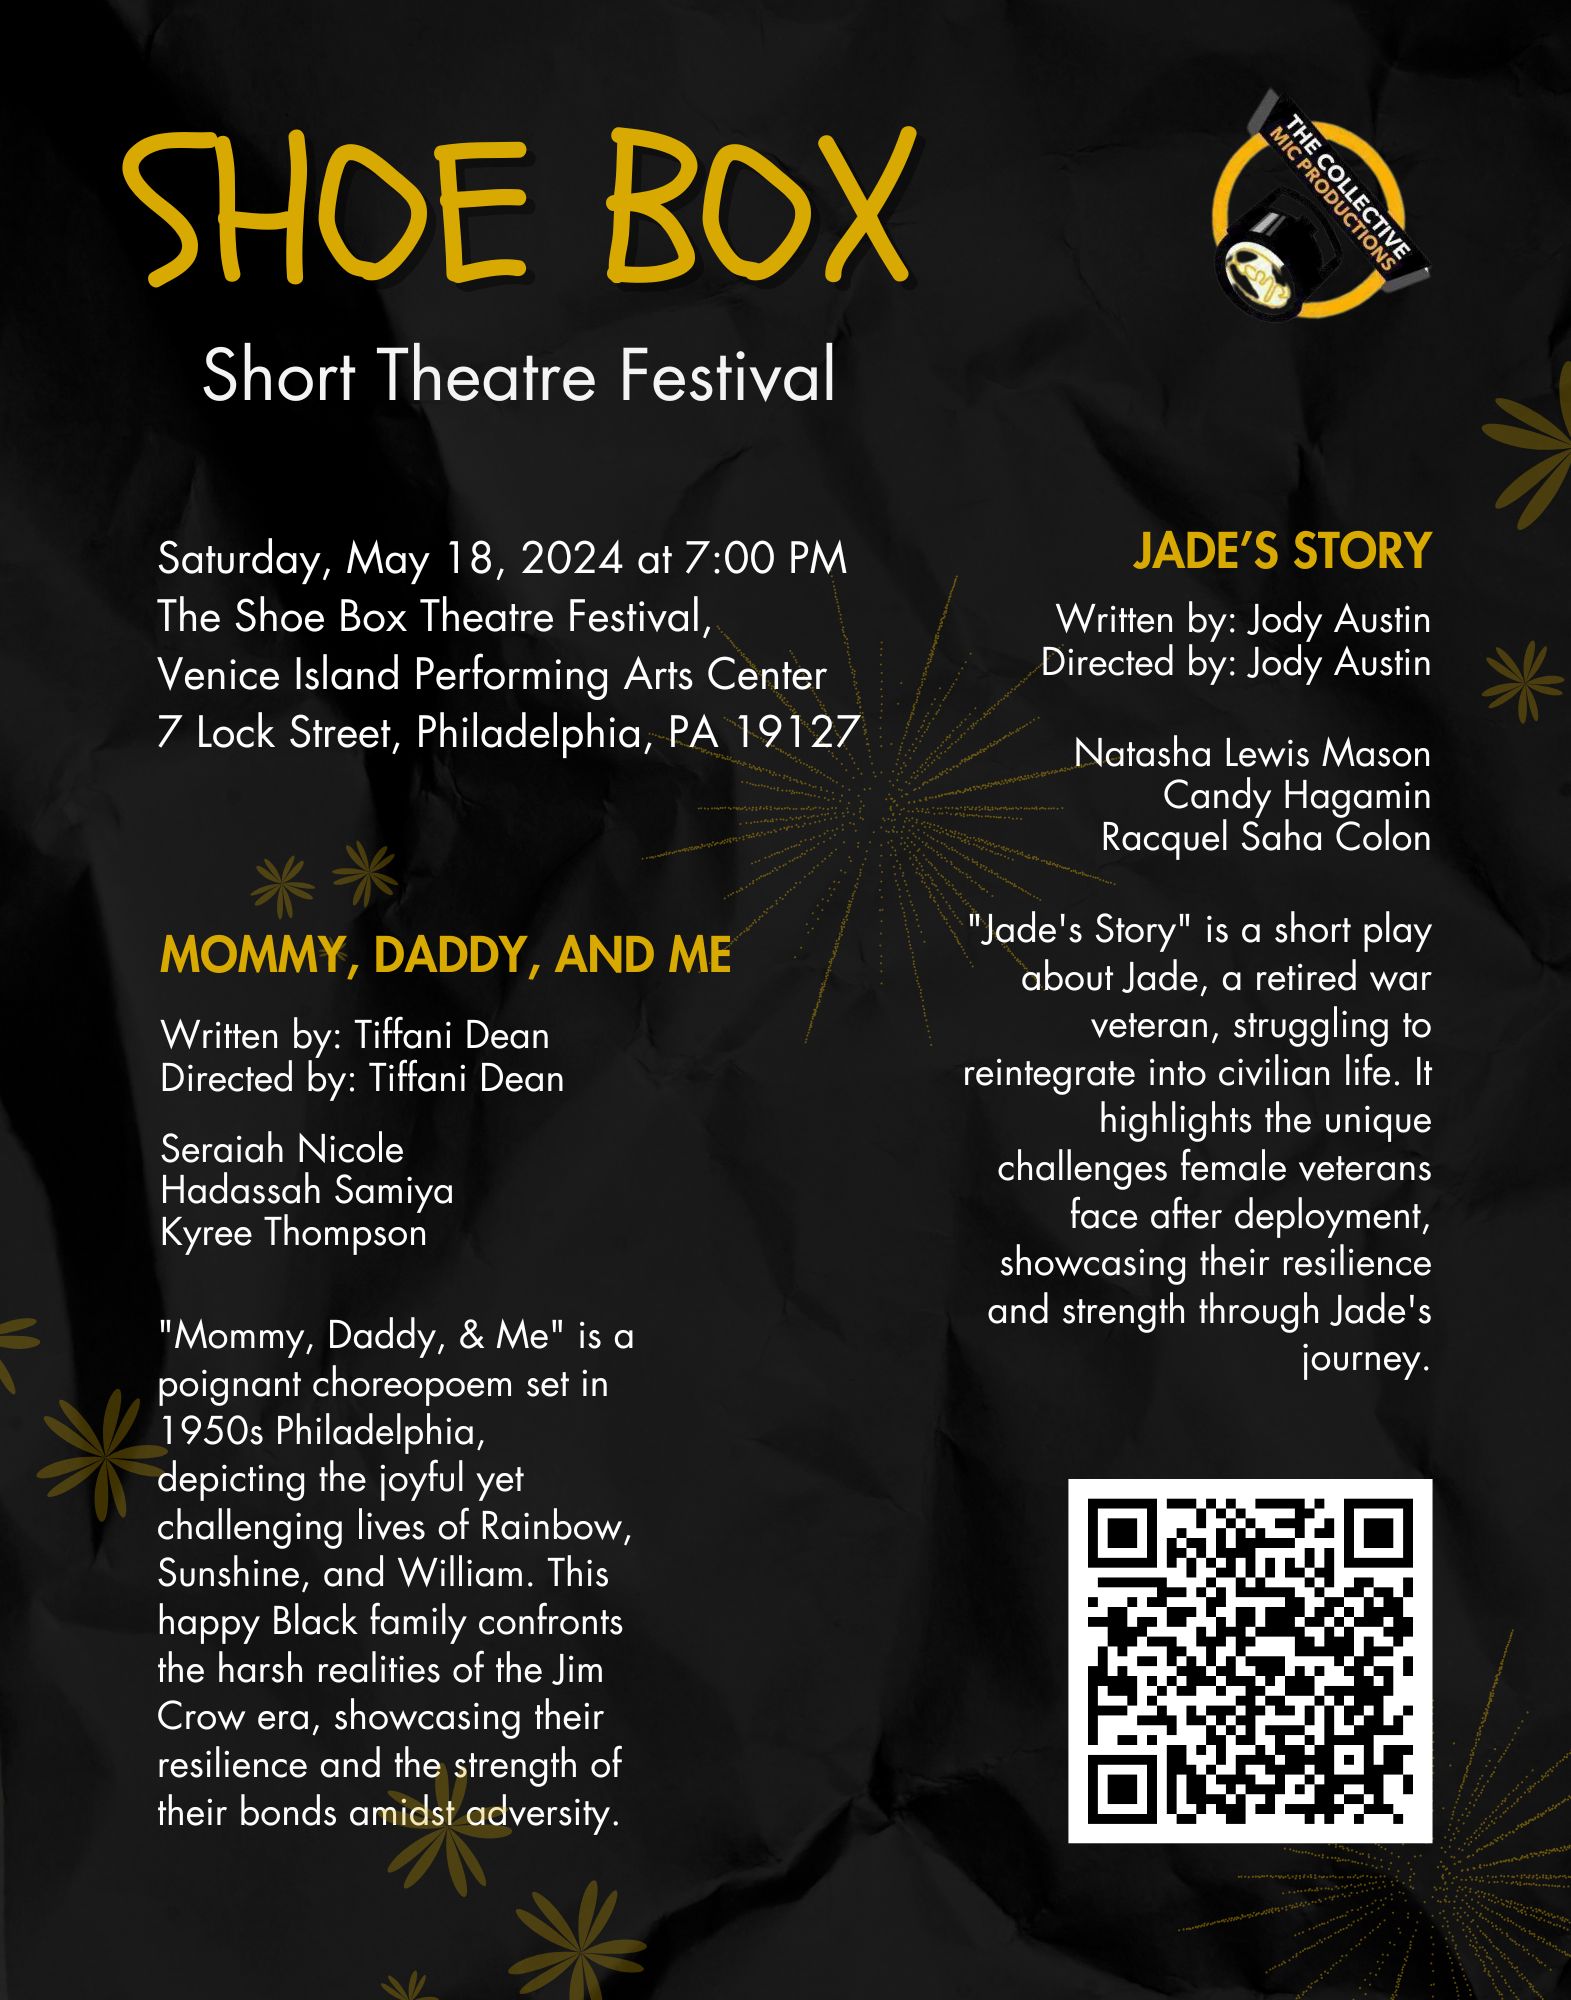 SHOE BOX
Short Theatre Festival
THE COLLECTIVE
MIC PRODUCTIONS
Saturday, May 18, 2024 at 7:00 PM
The Shoe Box Theatre Festival,
Venice Island Performing Arts Center
7 Lock Street, Philadelphia, PA 19127
MOMMY, DADDY, AND ME
Written by: Tiffani Dean
Directed by: Tiffani Dean
Seraiah Nicole
Hadassah Samiya
Kyree Thompson
"Mommy, Daddy, & Me" is a
poignant choreopoem set in
1950s Philadelphia,
depicting the joyful yet
challenging lives of Rainbow,
Sunshine, and William. This
happy Black family confronts
the harsh realities of the Jim
Crow era, showcasing their
resilience and the strength of
their bonds amidst adversity.
JADE’S STORY
Written by: Jody Austin
Directed by: Jody Austin
Natasha Lewis Mason
Candy Hagamin
Racquel Saha Colon
"Jade's Story" is a short play
about Jade, a retired war
veteran, struggling to
reintegrate into civilian life. It
highlights the unique
challenges female veterans
face after deployment,
showcasing their resilience
and strength through Jade's
journey.